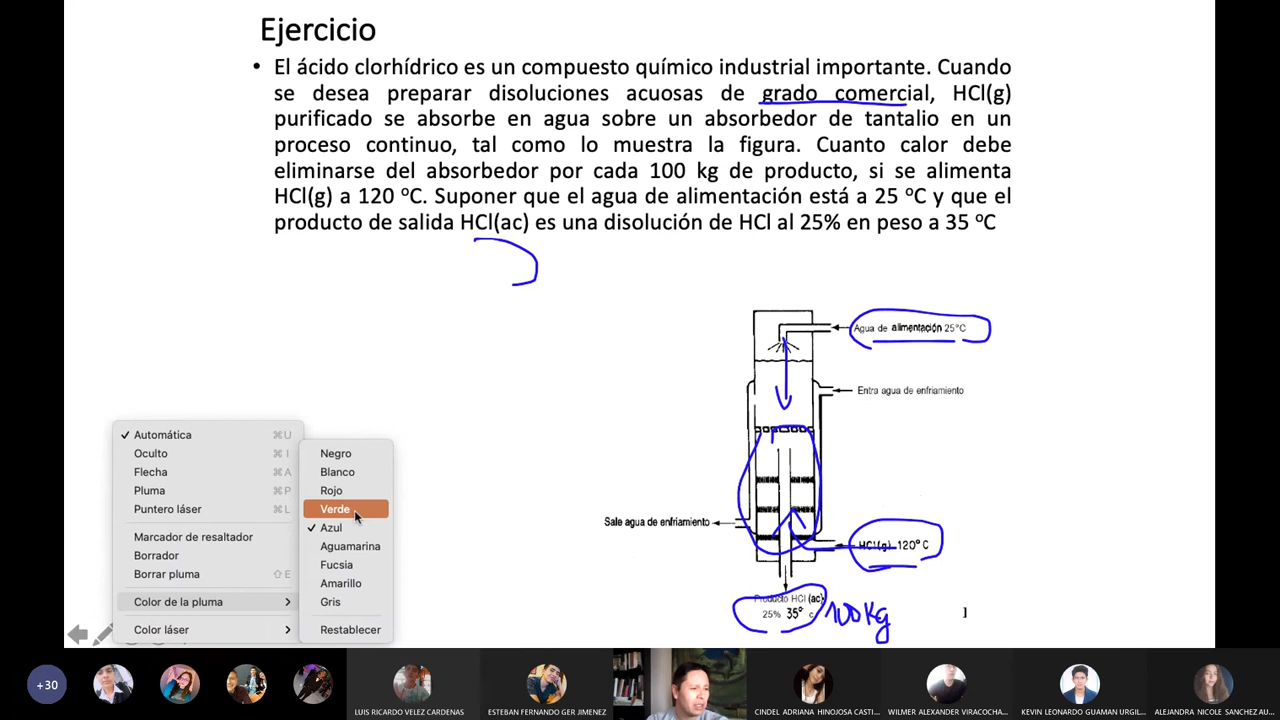 Ejercicio
• El ácido clorhídrico es un compuesto químico industrial importante. Cuando
se desea preparar disoluciones acuosas de grado comercial, HCl(g)
purificado se absorbe en agua sobre un absorbedor de tantalio en un
proceso continuo, tal como lo muestra la figura. Cuanto calor debe
eliminarse del absorbedor por cada 100 kg de producto, si se alimenta
HCl(g) a 120 °C. Suponer que el agua de alimentación está a 25 °C y que el
producto de salida HCl(ac) es una disolución de HCl al 25% en peso a 35 °C
Agua de alimentación 25°C
Entra agua de enfriamiento
Sale agua de enfriamiento
HCl(g) 120° C
Producto HCl (ac)
25% 35° c
100 Kg
]
✓ Automática ⌘U
Oculto ⌘I
Flecha ⌘A
Pluma ⌘P
Puntero láser ⌘L
Marcador de resaltador
Borrador
Borrar pluma ⇧E
Color de la pluma >
Color láser >
Negro
Blanco
Rojo
Verde
✓ Azul
Aguamarina
Fucsia
Amarillo
Gris
Restablecer
+30
LUIS RICARDO VELEZ CARDENAS
ESTEBAN FERNANDO GER JIMENEZ
CINDEL ADRIANA HINOJOSA CASTI...
WILMER ALEXANDER VIRACOCHA...
KEVIN LEONARDO GUAMAN URGIL...
ALEJANDRA NICOLE SANCHEZ AU...